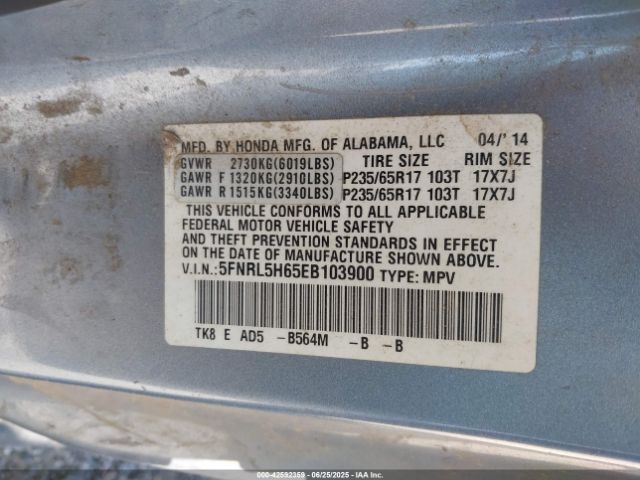 MFD. BY HONDA MFG. OF ALABAMA, LLC 04/'14
GVWR 2730KG(6019LBS) TIRE SIZE RIM SIZE
GAWR F 1320KG(2910LBS) P235/65R17 103T 17X7J
GAWR R 1515KG(3340LBS) P235/65R17 103T 17X7J
THIS VEHICLE CONFORMS TO ALL APPLICABLE
FEDERAL MOTOR VEHICLE SAFETY
AND THEFT PREVENTION STANDARDS IN EFFECT
ON THE DATE OF MANUFACTURE SHOWN ABOVE.
V.I.N.: 5FNRL5H65EB103900 TYPE: MPV
TK8 E AD5 -B564M -B -B
000-42592359 - 06/25/2025 - COPYRIGHT IAA, LLC